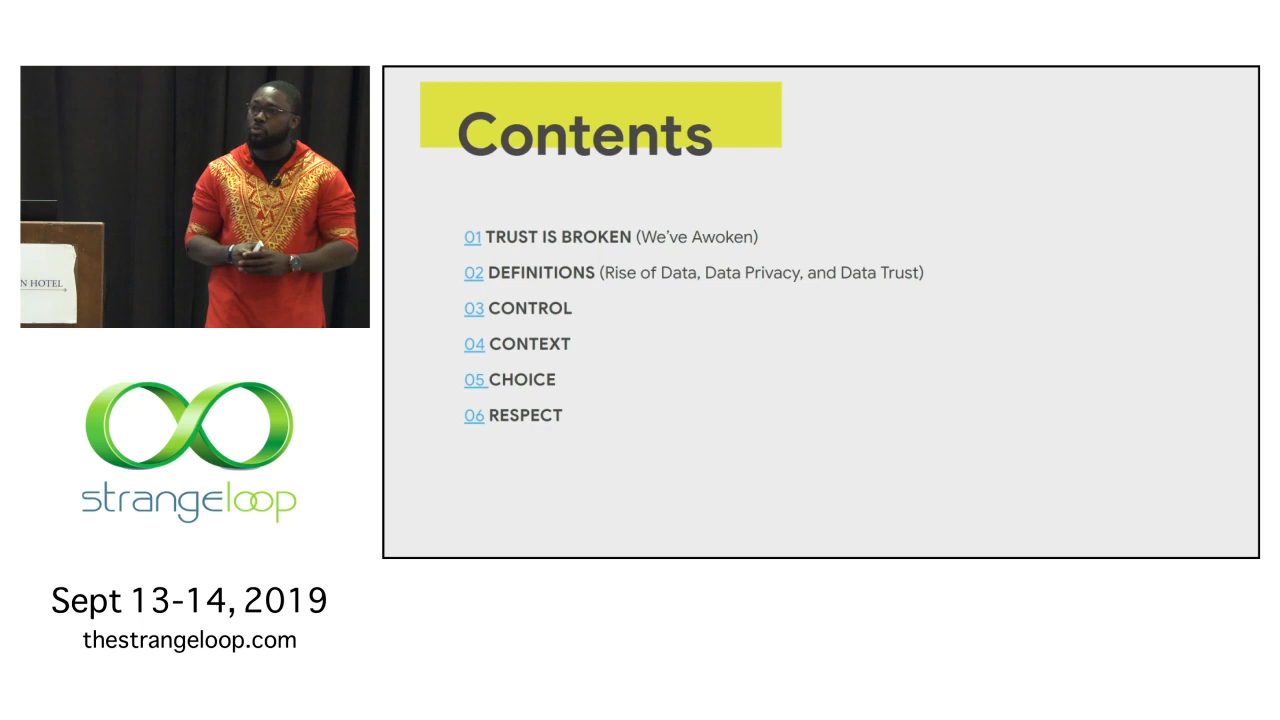 Contents
01 TRUST IS BROKEN (We've Awoken)
02 DEFINITIONS (Rise of Data, Data Privacy, and Data Trust)
03 CONTROL
04 CONTEXT
05 CHOICE
06 RESPECT
N HOTEL
strangeloop
Sept 13-14, 2019
thestrangeloop.com